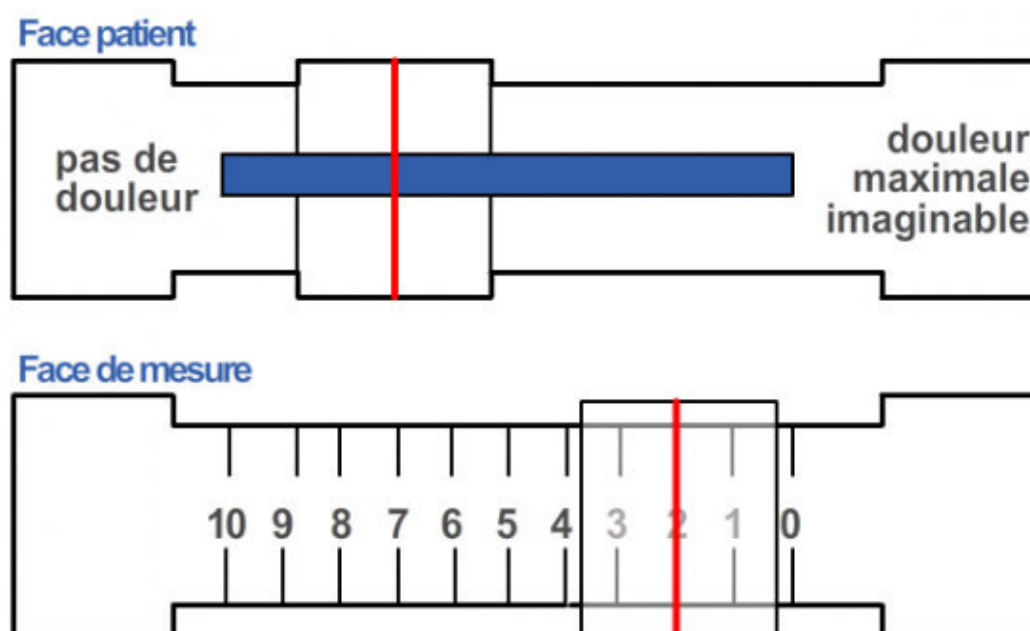 Face patient
pas de
douleur
douleur
maximale
imaginable
Face de mesure
10 9 8 7 6 5 4 3 2 1 0